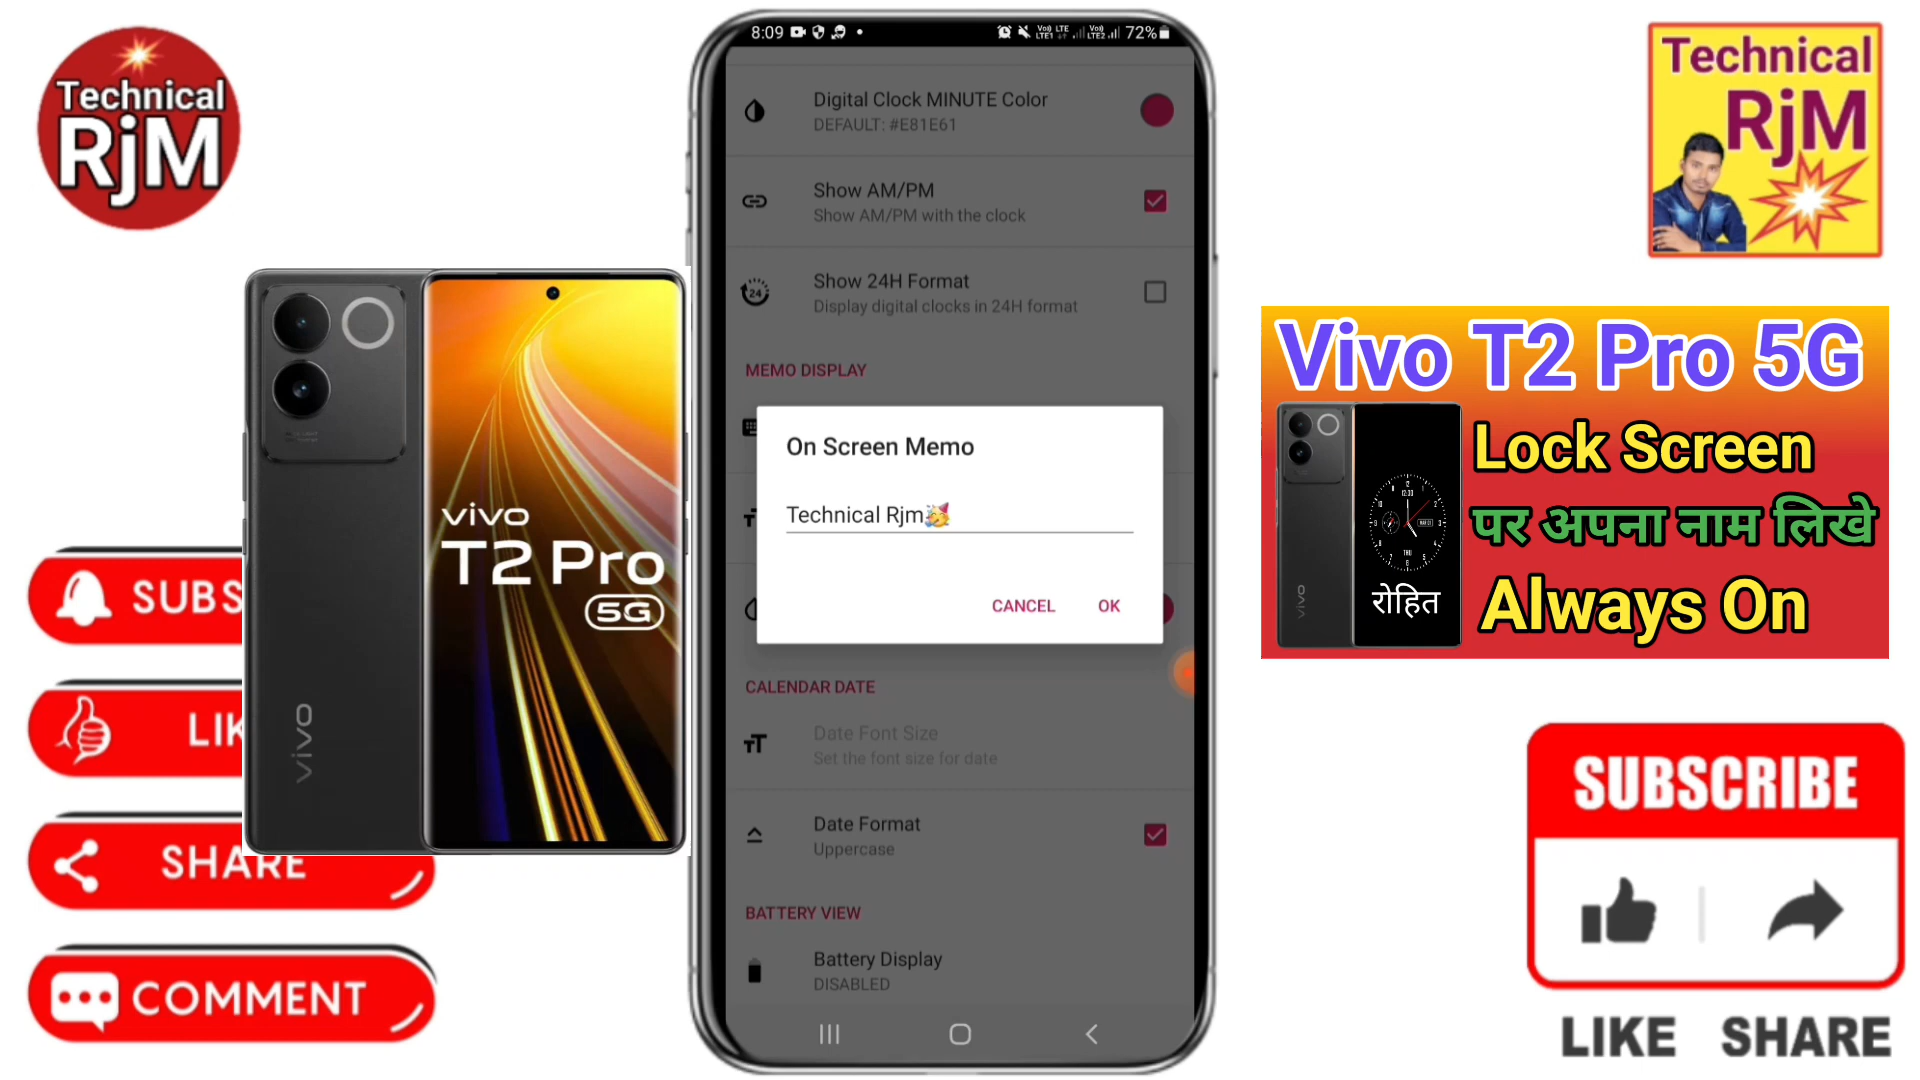 Technical
RjM
SUBS
LIK
SHARE
COMMENT
vivo
vivo
T2 Pro
5G
8:09
72%
Digital Clock MINUTE Color
DEFAULT: #E81E61
Show AM/PM
Show AM/PM with the clock
24
Show 24H Format
Display digital clocks in 24H format
MEMO DISPLAY
On Screen Memo
Technical Rjm🥳
CANCEL OK
CALENDAR DATE
Date Font Size
Set the font size for date
Date Format
Uppercase
BATTERY VIEW
Battery Display
DISABLED
Technical
RjM
Vivo T2 Pro 5G
Lock Screen
पर अपना नाम लिखे
Always On
रोहित
vivo
SUBSCRIBE
LIKE SHARE